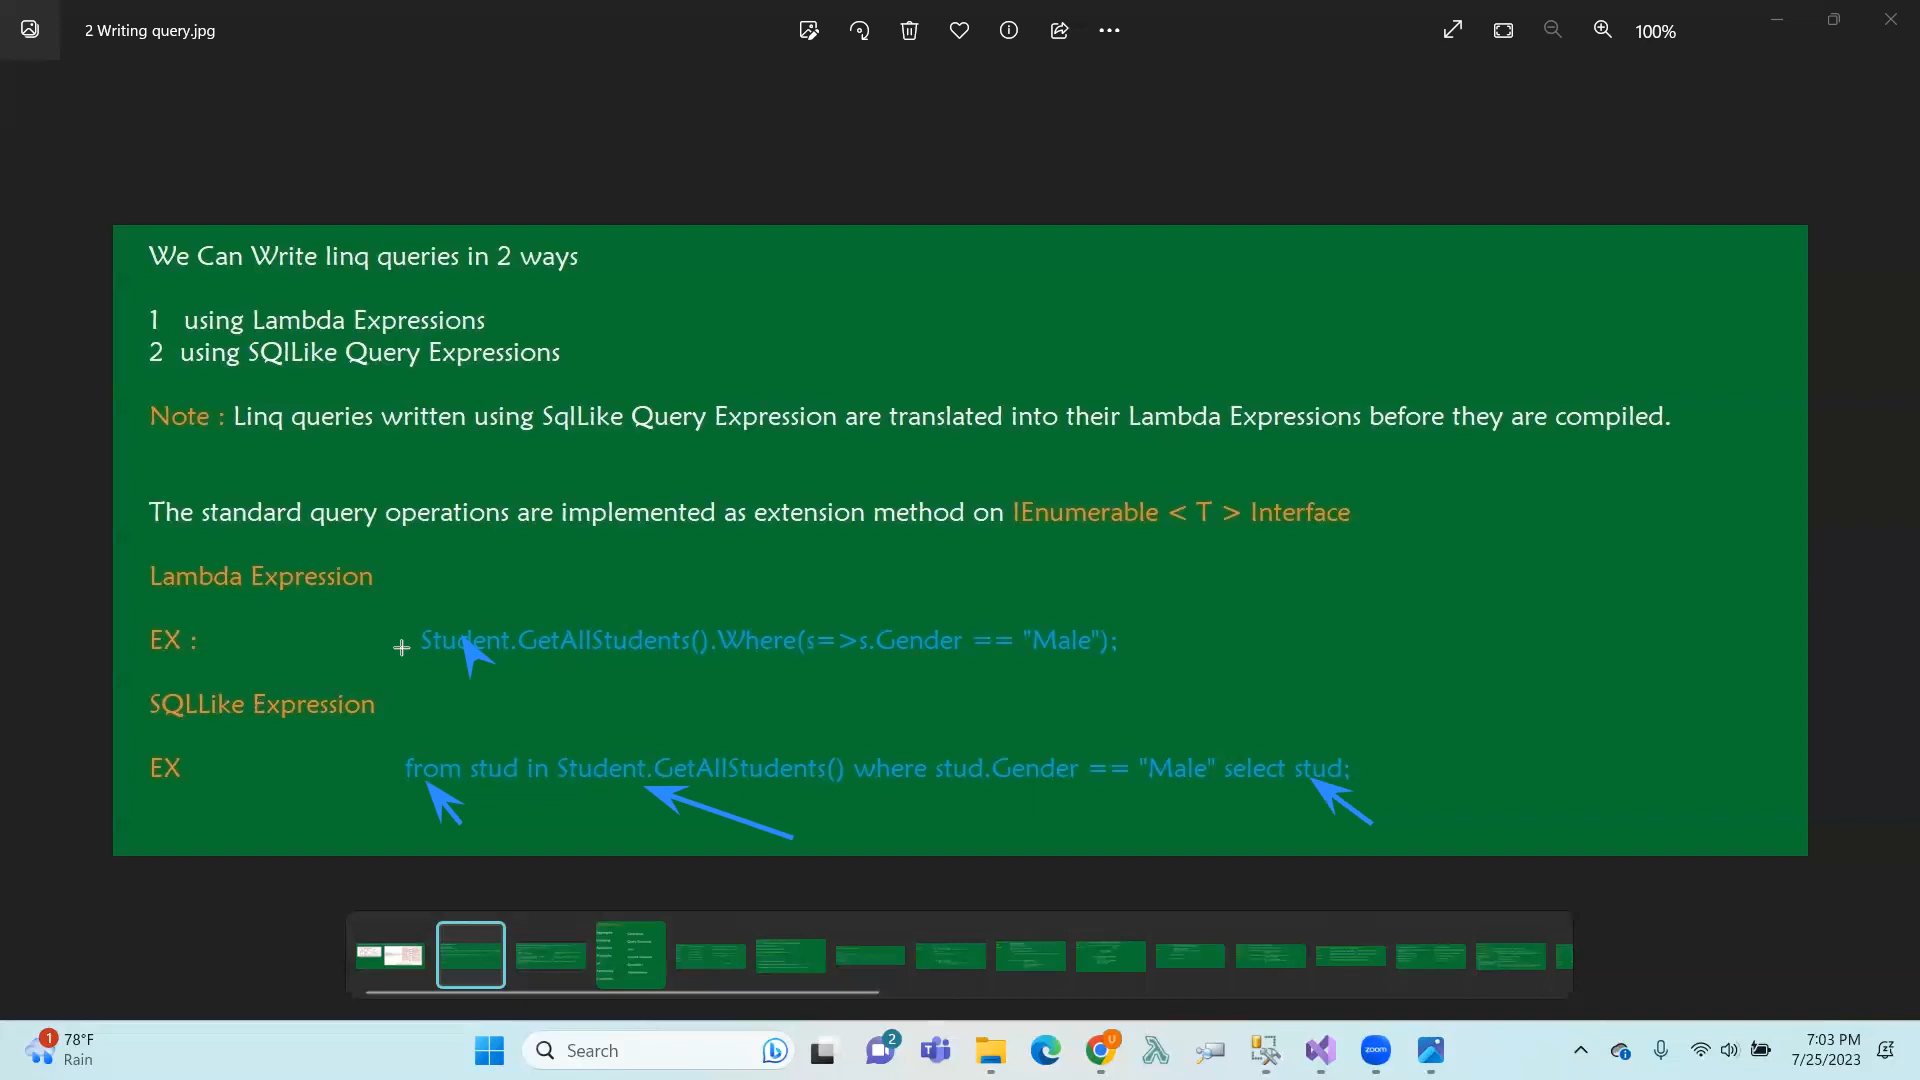 2 Writing query.jpg
100%
We Can Write linq queries in 2 ways
1 using Lambda Expressions
2 using SQlLike Query Expressions
Note : Linq queries written using SqlLike Query Expression are translated into their Lambda Expressions before they are compiled.
The standard query operations are implemented as extension method on IEnumerable < T > Interface
Lambda Expression
EX : Student.GetAllStudents().Where(s=>s.Gender == "Male");
SQLLike Expression
EX from stud in Student.GetAllStudents() where stud.Gender == "Male" select stud;
1
78°F
Rain
Search
2
U
zoom
7:03 PM
7/25/2023